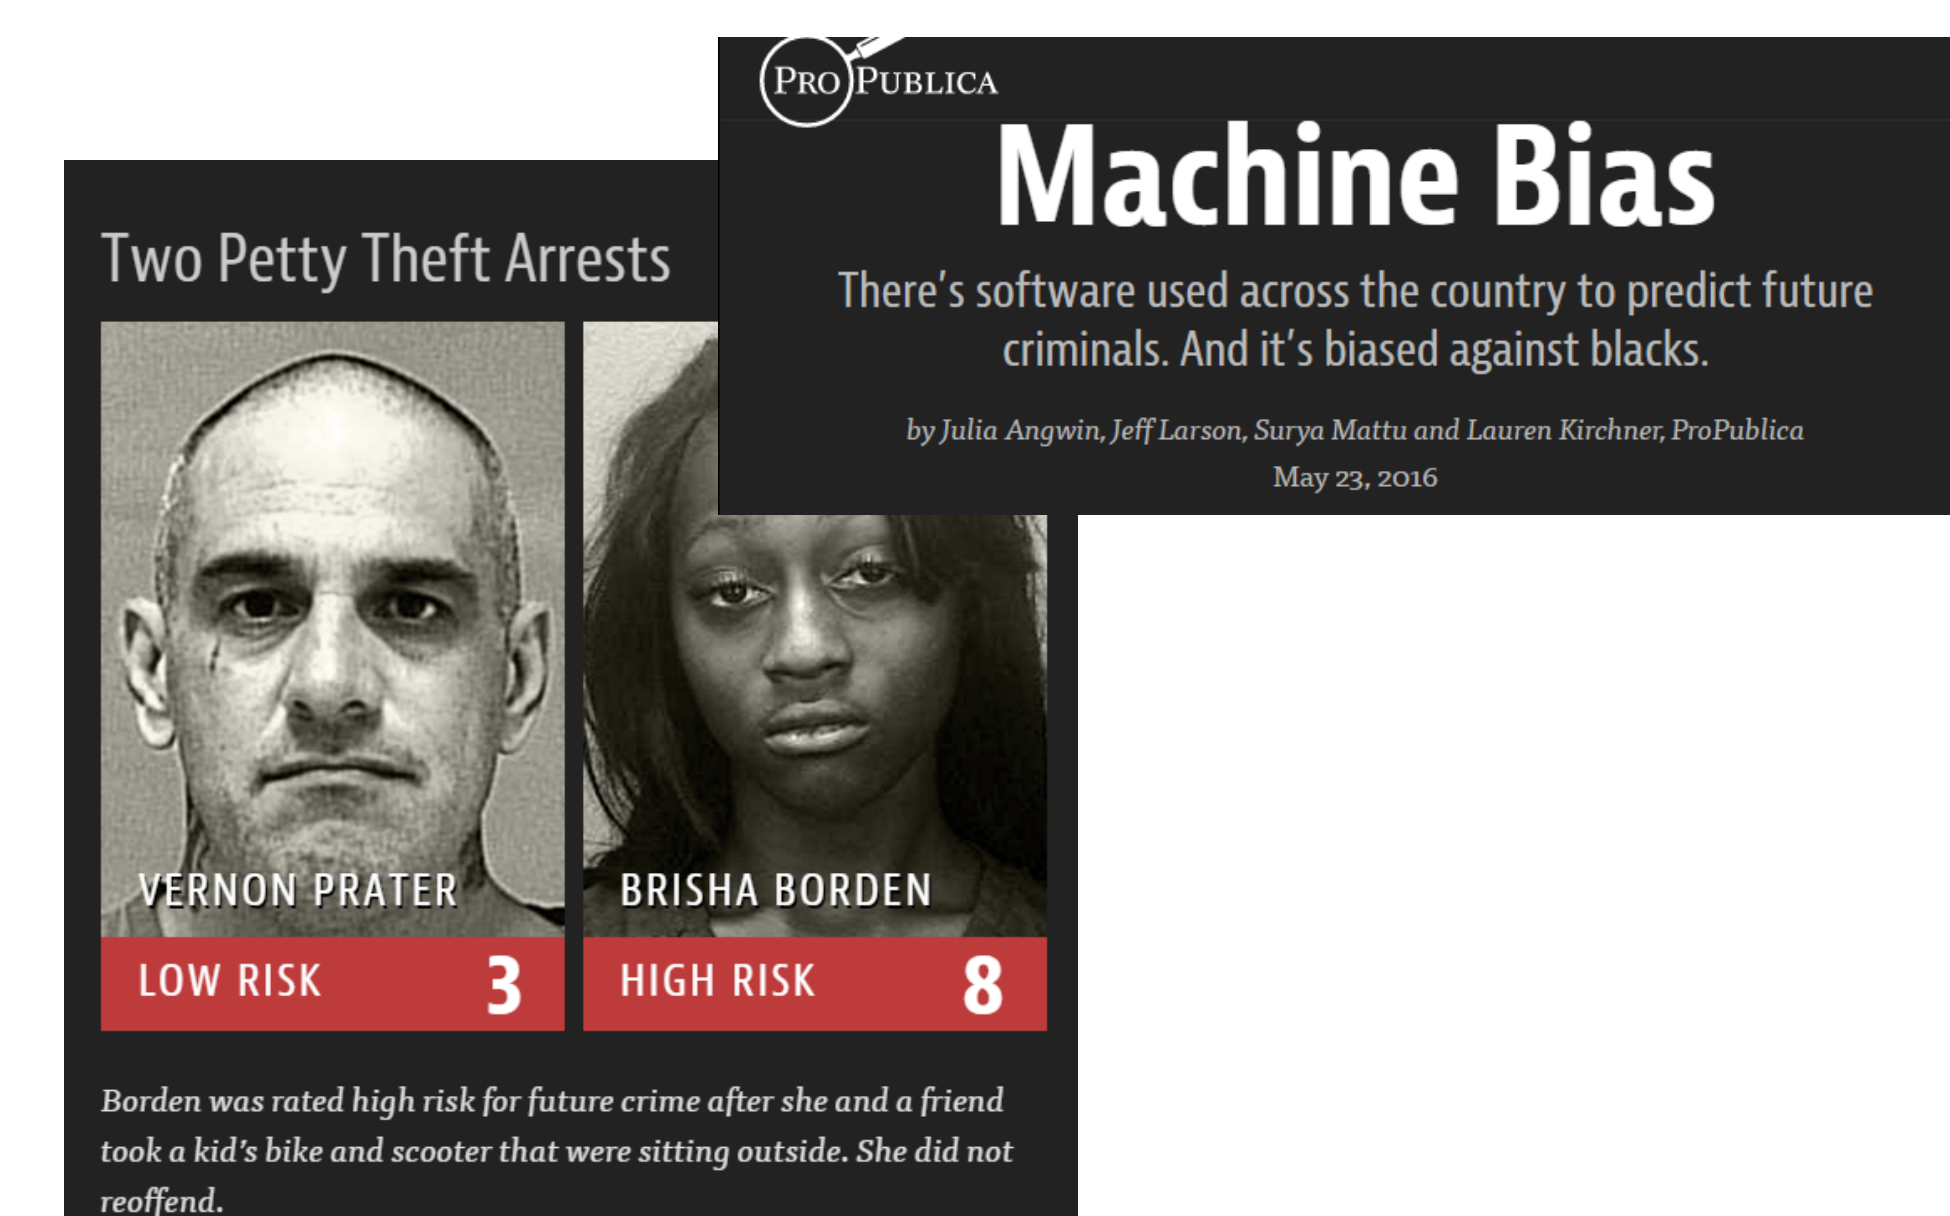 PROPUBLICA
Machine Bias
There's software used across the country to predict future
criminals. And it's biased against blacks.
by Julia Angwin, Jeff Larson, Surya Mattu and Lauren Kirchner, ProPublica
May 23, 2016
Two Petty Theft Arrests
VERNON PRATER
LOW RISK 3
BRISHA BORDEN
HIGH RISK 8
Borden was rated high risk for future crime after she and a friend
took a kid's bike and scooter that were sitting outside. She did not
reoffend.